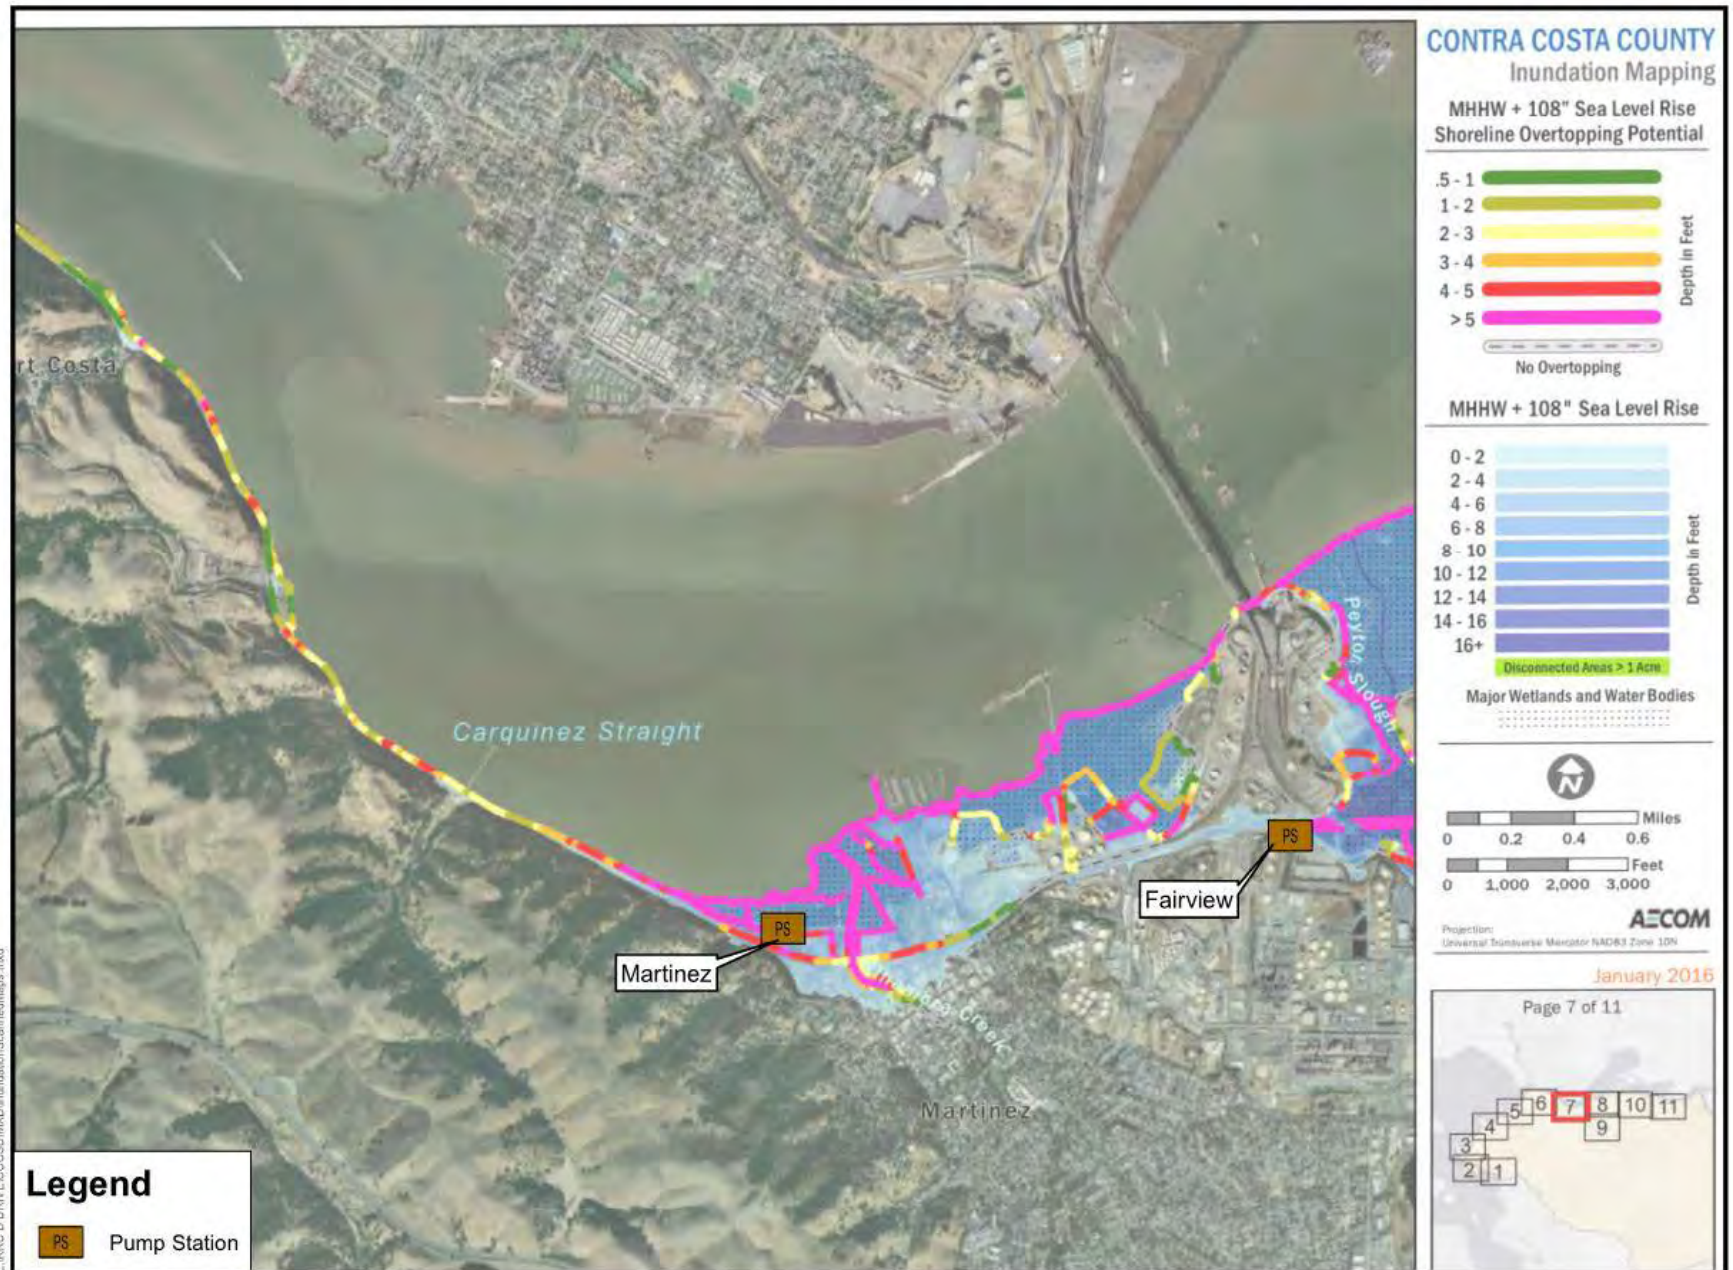 CONTRA COSTA COUNTY
Inundation Mapping
MHHW + 108" Sea Level Rise
Shoreline Overtopping Potential
.5 - 1
1 - 2
2 - 3
3 - 4
4 - 5
> 5
Depth in Feet
No Overtopping
MHHW + 108" Sea Level Rise
0 - 2
2 - 4
4 - 6
6 - 8
8 - 10
10 - 12
12 - 14
14 - 16
16+
Depth in Feet
Disconnected Areas > 1 Acre
Major Wetlands and Water Bodies
N
Miles
0 0.2 0.4 0.6
Feet
0 1,000 2,000 3,000
AECOM
Projection:
Universal Transverse Mercator NAD83 Zone 10N
January 2016
Page 7 of 11
5 6 7 8 10 11
4 9
3
2 1
rt Costa
Carquinez Straight
Peyton Slough
PS
Fairview
PS
Martinez
Creek
Martinez
Legend
PS Pump Station